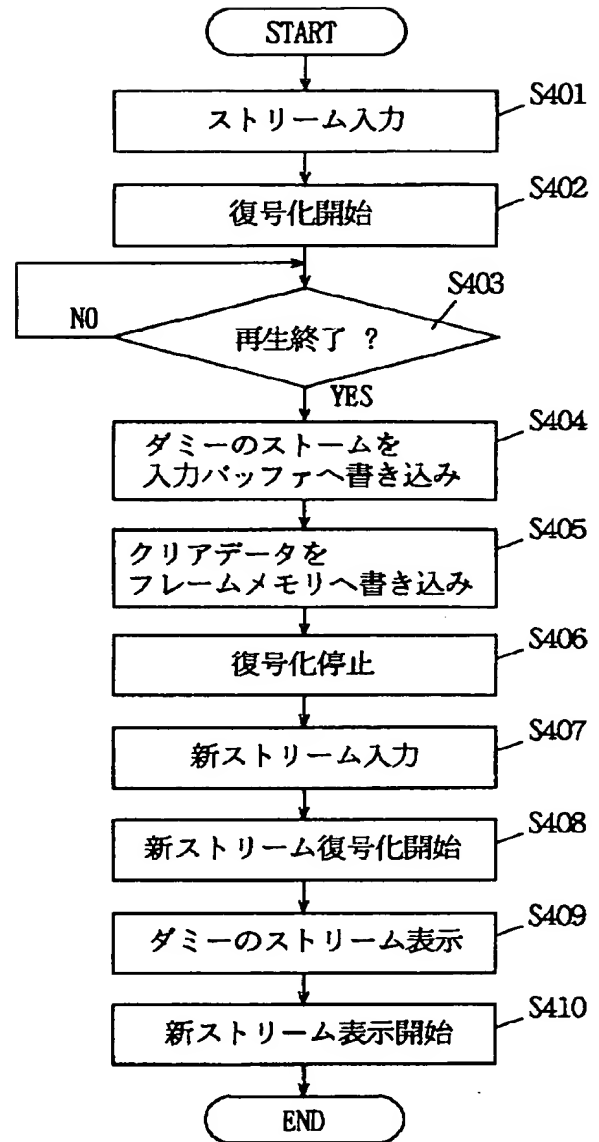 START
ストリーム入力
S401
復号化開始
S402
再生終了 ?
S403
NO
YES
ダミーのストームを
入力バッファへ書き込み
S404
クリアデータを
フレームメモリへ書き込み
S405
復号化停止
S406
新ストリーム入力
S407
新ストリーム復号化開始
S408
ダミーのストリーム表示
S409
新ストリーム表示開始
S410
END